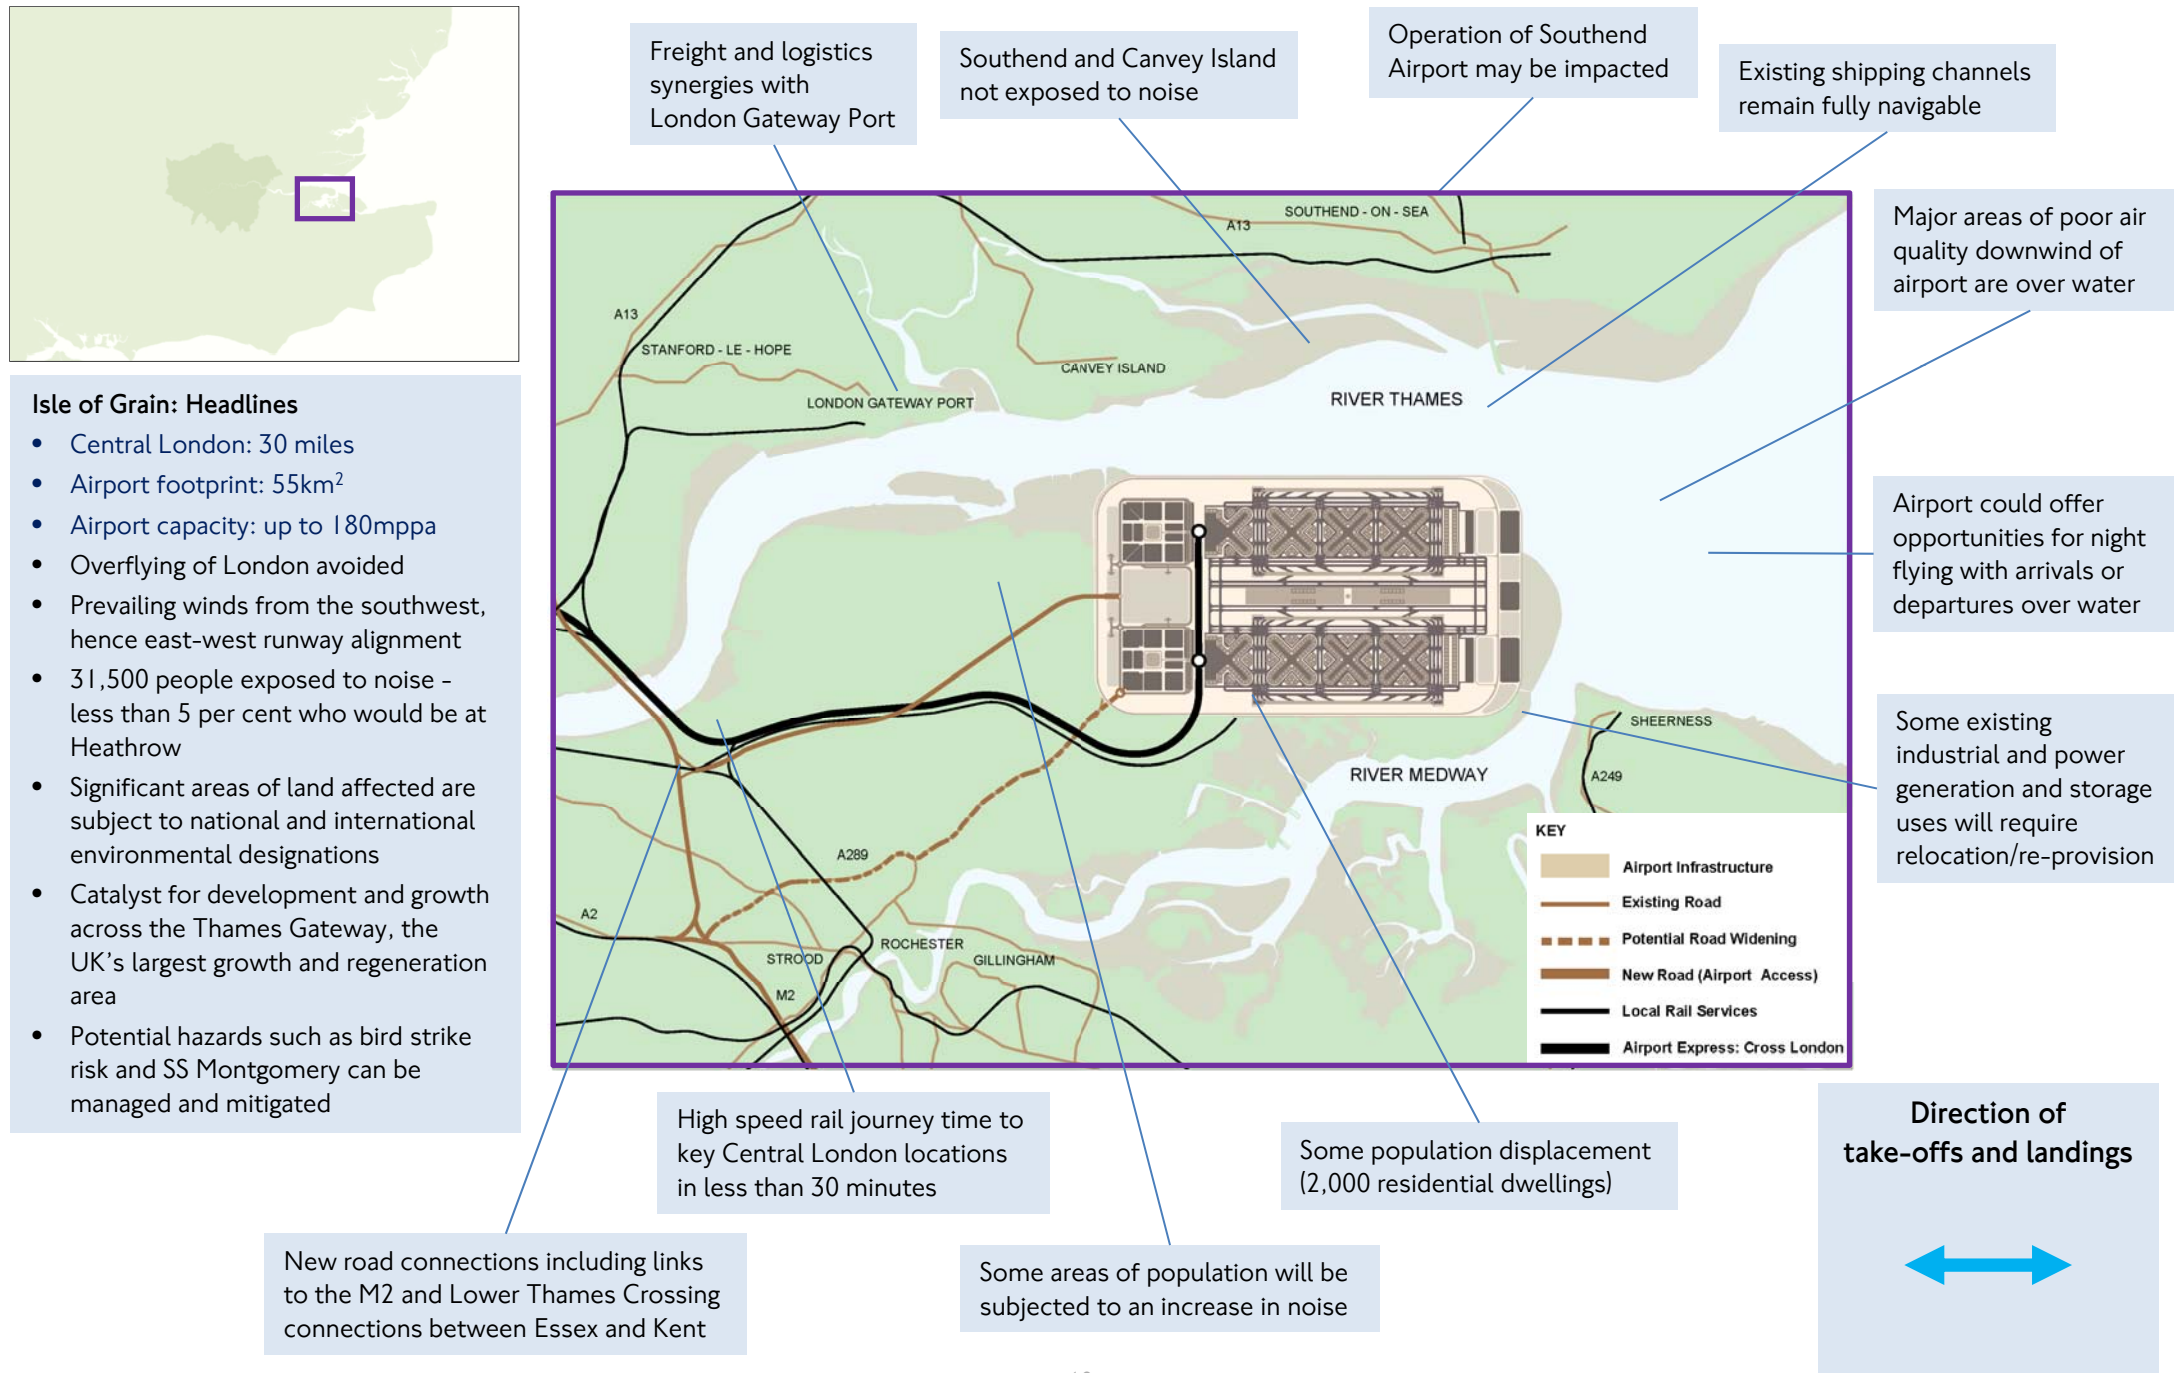 Freight and logistics
synergies with
London Gateway Port
Southend and Canvey Island
not exposed to noise
Operation of Southend
Airport may be impacted
Existing shipping channels
remain fully navigable
Major areas of poor air
quality downwind of
airport are over water
Airport could offer
opportunities for night
flying with arrivals or
departures over water
Some existing
industrial and power
generation and storage
uses will require
relocation/re-provision
Isle of Grain: Headlines
• Central London: 30 miles
• Airport footprint: 55km²
• Airport capacity: up to 180mppa
• Overflying of London avoided
• Prevailing winds from the southwest,
hence east-west runway alignment
• 31,500 people exposed to noise -
less than 5 per cent who would be at
Heathrow
• Significant areas of land affected are
subject to national and international
environmental designations
• Catalyst for development and growth
across the Thames Gateway, the
UK's largest growth and regeneration
area
• Potential hazards such as bird strike
risk and SS Montgomery can be
managed and mitigated
SOUTHEND - ON - SEA
A13
A13
STANFORD - LE - HOPE
CANVEY ISLAND
LONDON GATEWAY PORT
RIVER THAMES
SHEERNESS
RIVER MEDWAY
A249
A289
A2
ROCHESTER
STROOD
GILLINGHAM
M2
KEY
Airport Infrastructure
Existing Road
Potential Road Widening
New Road (Airport Access)
Local Rail Services
Airport Express: Cross London
High speed rail journey time to
key Central London locations
in less than 30 minutes
Some population displacement
(2,000 residential dwellings)
New road connections including links
to the M2 and Lower Thames Crossing
connections between Essex and Kent
Some areas of population will be
subjected to an increase in noise
Direction of
take-offs and landings